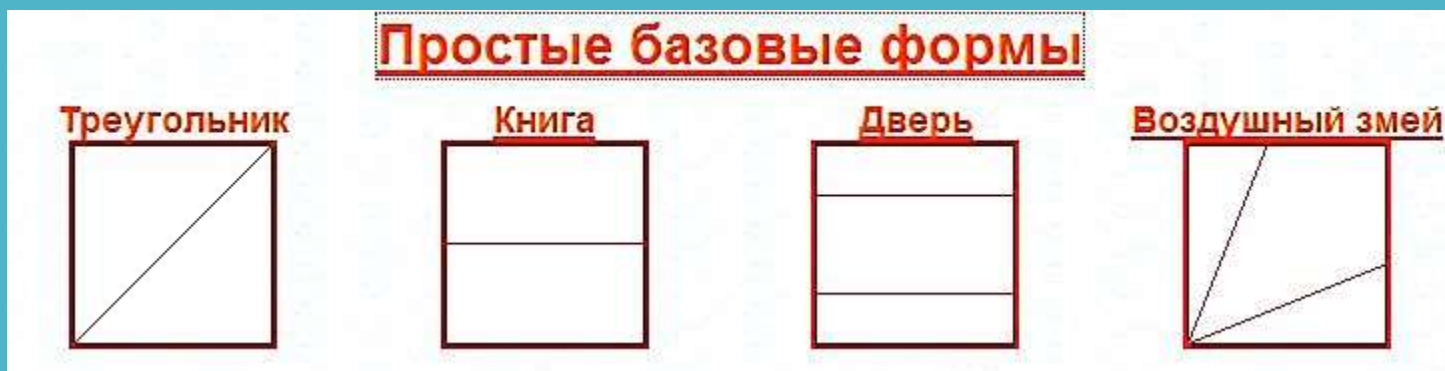 Простые базовые формы
Треугольник
Книга
Дверь
Воздушный змей